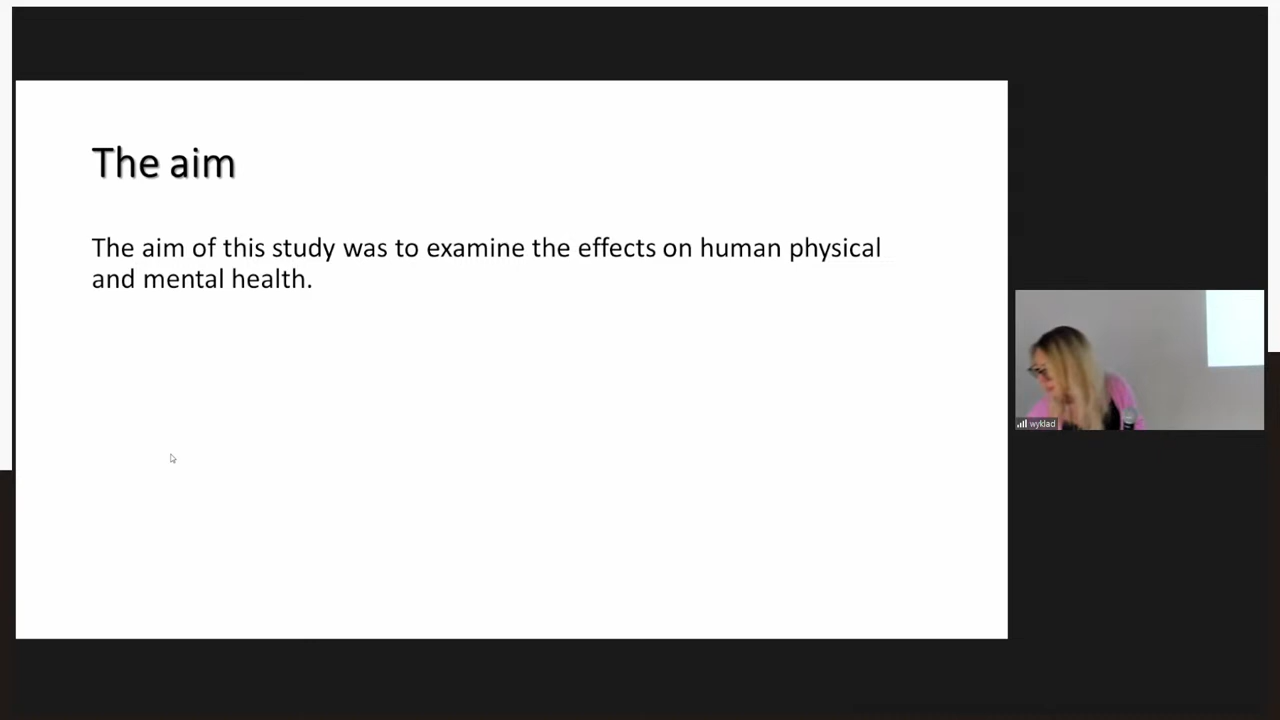 The aim
The aim of this study was to examine the effects on human physical
and mental health.
wyklad